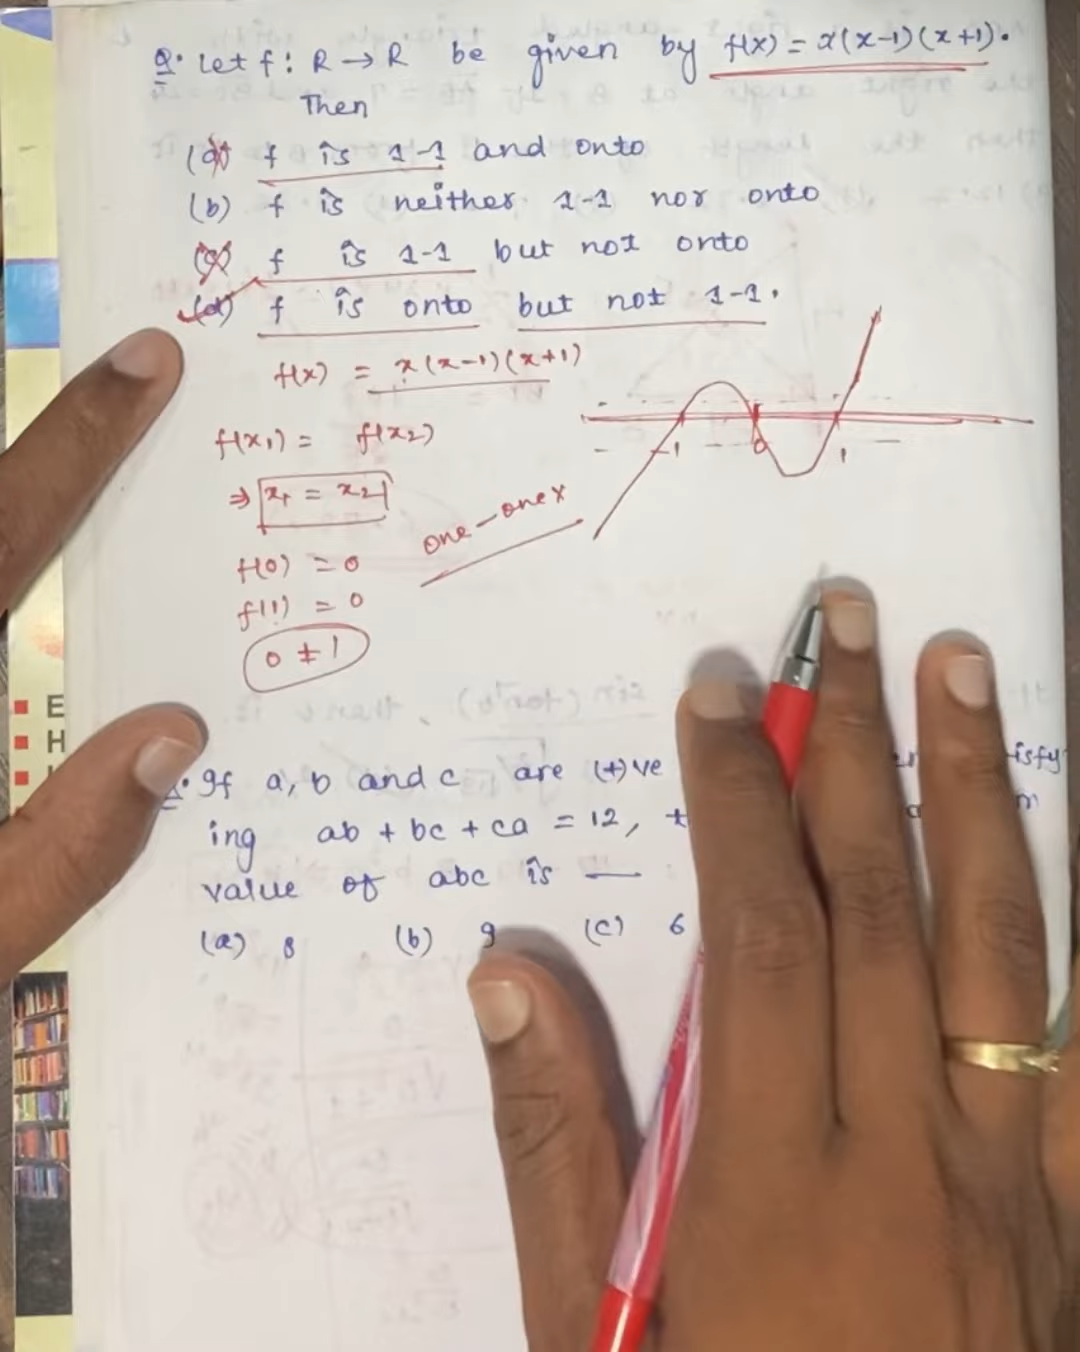 Q. Let f: R → R be given by f(x) = x(x-1)(x+1).
Then
(a) f is 1-1 and onto
(b) f is neither 1-1 nor onto
(c) f is 1-1 but not onto
(d) f is onto but not 1-1.
f(x) = x(x-1)(x+1)
f(x₁) = f(x₂)
⇒ x₁ = x₂
one-one x
-1 0 1
f(0) = 0
f(1) = 0
0 ≠ 1
E
H
Q. If a, b and c are (+)ve
ing ab + bc + ca = 12,
value of abc is —
(a) 8 (b) 9 (c) 6